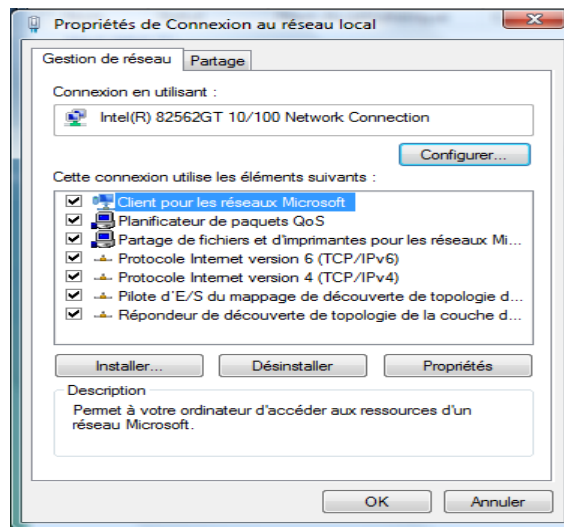 Propriétés de Connexion au réseau local
Gestion de réseau Partage
Connexion en utilisant :
Intel(R) 82562GT 10/100 Network Connection
Configurer...
Cette connexion utilise les éléments suivants :
Client pour les réseaux Microsoft
Planificateur de paquets QoS
Partage de fichiers et d'imprimantes pour les réseaux Mi...
Protocole Internet version 6 (TCP/IPv6)
Protocole Internet version 4 (TCP/IPv4)
Pilote d'E/S du mappage de découverte de topologie d...
Répondeur de découverte de topologie de la couche d...
Installer... Désinstaller Propriétés
Description
Permet à votre ordinateur d'accéder aux ressources d'un
réseau Microsoft.
OK Annuler